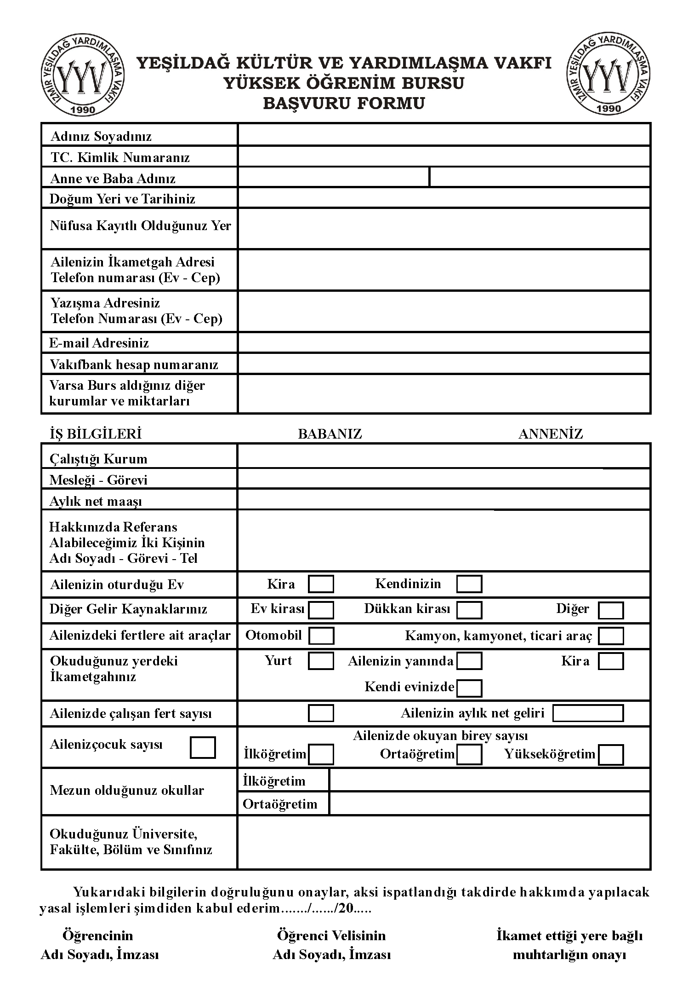 İZMİR YEŞİLDAĞ YARDIMLAŞMA VAKFI
YYV
1990
YEŞİLDAĞ KÜLTÜR VE YARDIMLAŞMA VAKFI
YÜKSEK ÖĞRENİM BURSU
BAŞVURU FORMU
İZMİR YEŞİLDAĞ YARDIMLAŞMA VAKFI
YYV
1990
Adınız Soyadınız
TC. Kimlik Numaranız
Anne ve Baba Adınız
Doğum Yeri ve Tarihiniz
Nüfusa Kayıtlı Olduğunuz Yer
Ailenizin İkametgah Adresi
Telefon numarası (Ev - Cep)
Yazışma Adresiniz
Telefon Numarası (Ev - Cep)
E-mail Adresiniz
Vakıfbank hesap numaranız
Varsa Burs aldığınız diğer
kurumlar ve miktarları
İŞ BİLGİLERİ BABANIZ ANNENİZ
Çalıştığı Kurum
Mesleği - Görevi
Aylık net maaşı
Hakkınızda Referans
Alabileceğimiz İki Kişinin
Adı Soyadı - Görevi - Tel
Ailenizin oturduğu Ev Kira Kendinizin
Diğer Gelir Kaynaklarınız Ev kirası Dükkan kirası Diğer
Ailenizdeki fertlere ait araçlar Otomobil Kamyon, kamyonet, ticari araç
Okuduğunuz yerdeki Yurt Ailenizin yanında Kira
İkametgahınız
Kendi evinizde
Ailenizde çalışan fert sayısı Ailenizin aylık net geliri
Ailenizde okuyan birey sayısı
Ailenizçocuk sayısı
İlköğretim Ortaöğretim Yükseköğretim
Mezun olduğunuz okullar
İlköğretim
Ortaöğretim
Okuduğunuz Üniversite,
Fakülte, Bölüm ve Sınıfınız
Yukarıdaki bilgilerin doğruluğunu onaylar, aksi ispatlandığı takdirde hakkımda yapılacak
yasal işlemleri şimdiden kabul ederim......./....../20.....
Öğrencinin Öğrenci Velisinin İkamet ettiği yere bağlı
Adı Soyadı, İmzası Adı Soyadı, İmzası muhtarlığın onayı